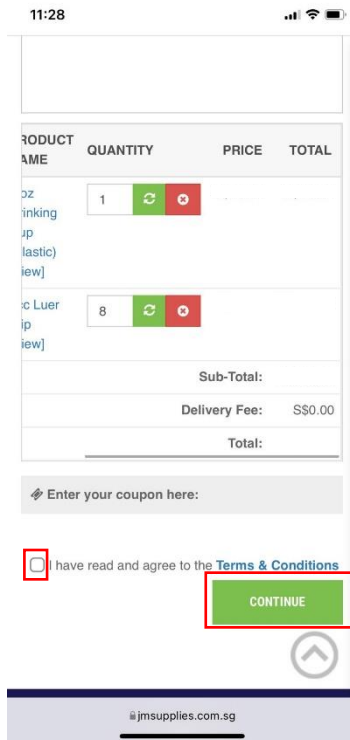 11:28
RODUCT
AME
QUANTITY
PRICE
TOTAL
oz
rinking
up
lastic)
iew]
1
cc Luer
ip
iew]
8
Sub-Total:
Delivery Fee: S$0.00
Total:
Enter your coupon here:
I have read and agree to the Terms & Conditions
CONTINUE
jmsupplies.com.sg